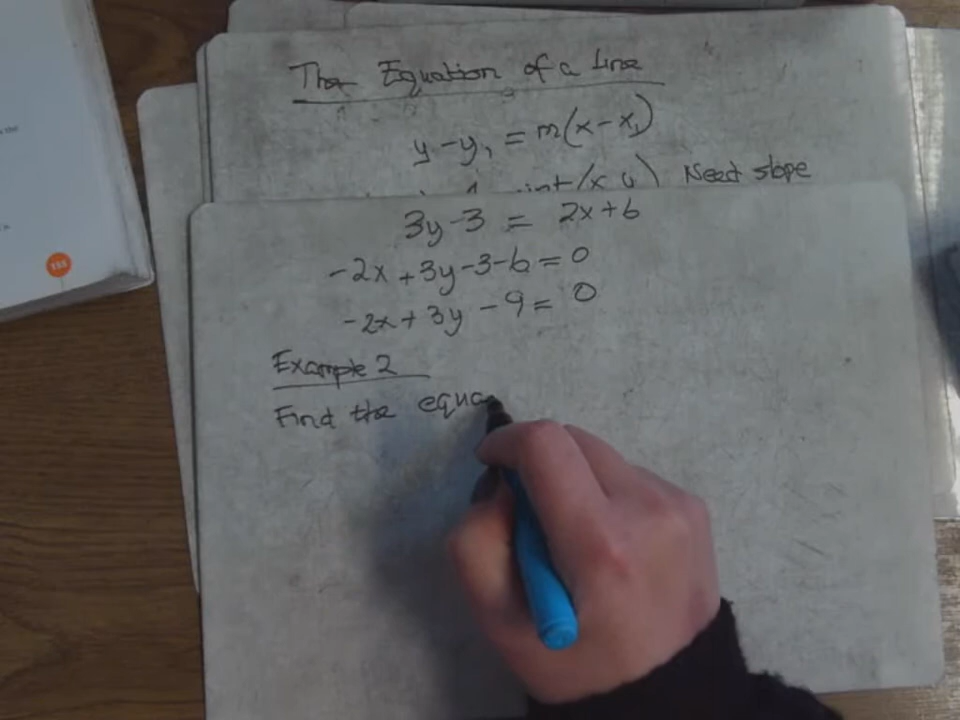 The Equation of a Line
y - y₁ = m(x - x₁)
Need slope
3y - 3 = 2x + 6
-2x + 3y - 3 - 6 = 0
-2x + 3y - 9 = 0
Example 2
Find the equa